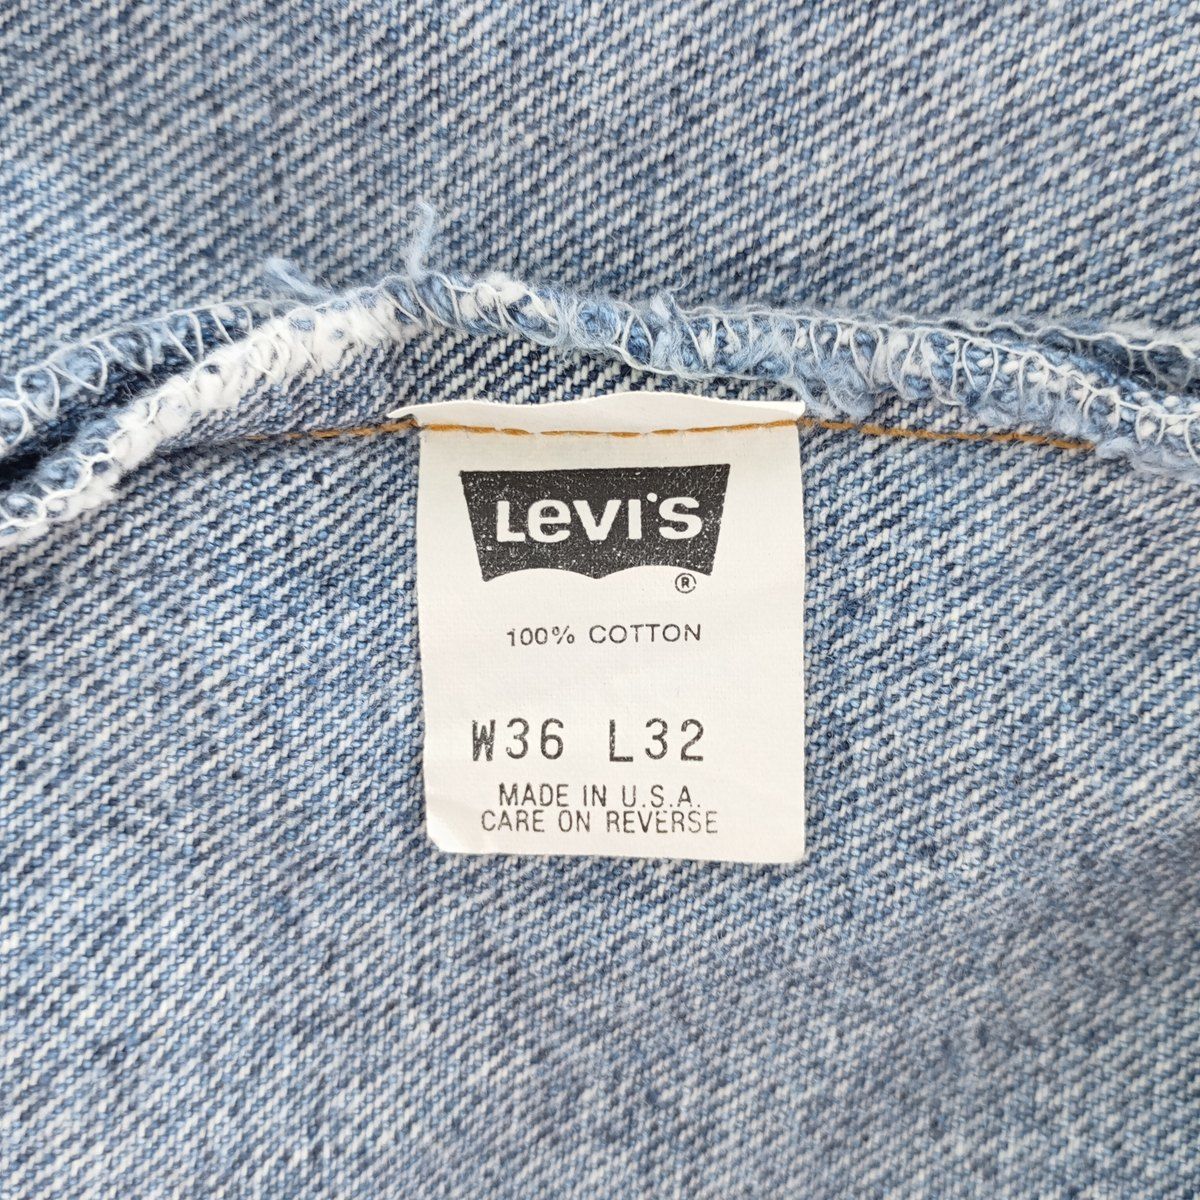 Levi's
®
100% COTTON
W36 L32
MADE IN U.S.A.
CARE ON REVERSE